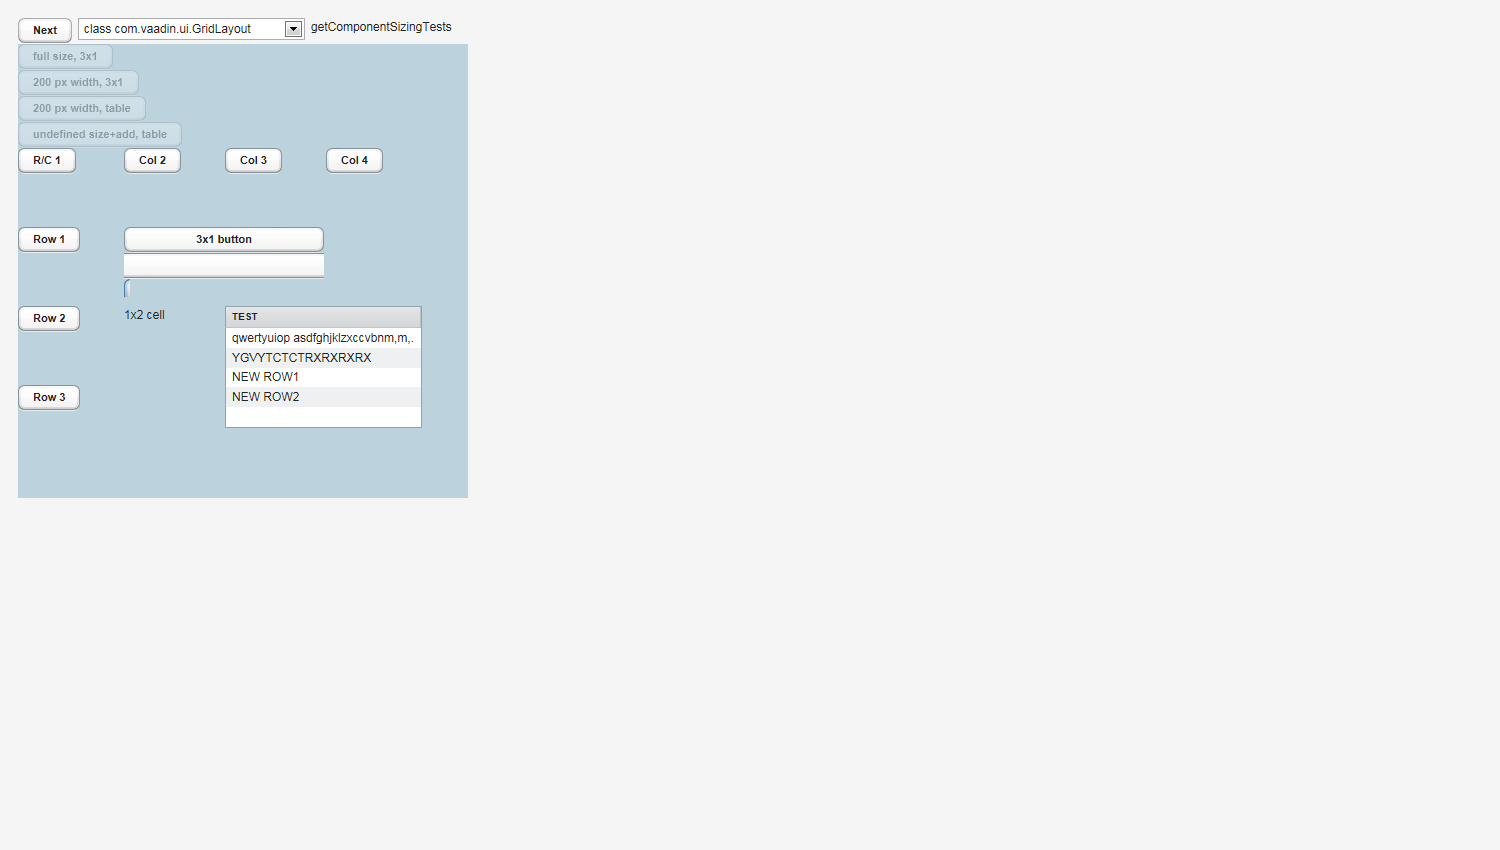 Next class com.vaadin.ui.GridLayout getComponentSizingTests
full size, 3x1
200 px width, 3x1
200 px width, table
undefined size+add, table
R/C 1 Col 2 Col 3 Col 4
Row 1 3x1 button
Row 2 1x2 cell TEST
qwertyuiop asdfghjklzxccvbnm,m,.
YGVYTCTCTRXRXRXRX
NEW ROW1
Row 3 NEW ROW2